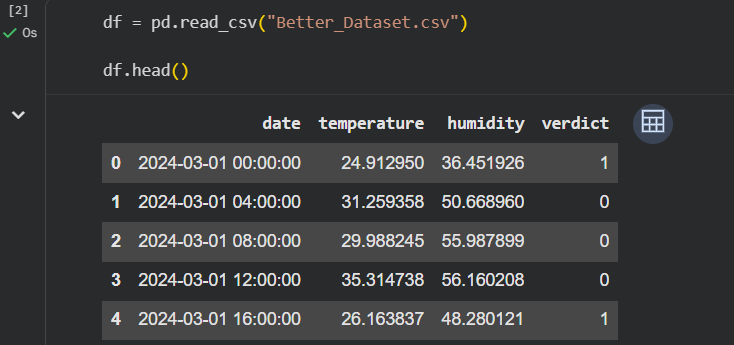 [2]
0s
df = pd.read_csv("Better_Dataset.csv")
df.head()
date temperature humidity verdict
0 2024-03-01 00:00:00 24.912950 36.451926 1
1 2024-03-01 04:00:00 31.259358 50.668960 0
2 2024-03-01 08:00:00 29.988245 55.987899 0
3 2024-03-01 12:00:00 35.314738 56.160208 0
4 2024-03-01 16:00:00 26.163837 48.280121 1